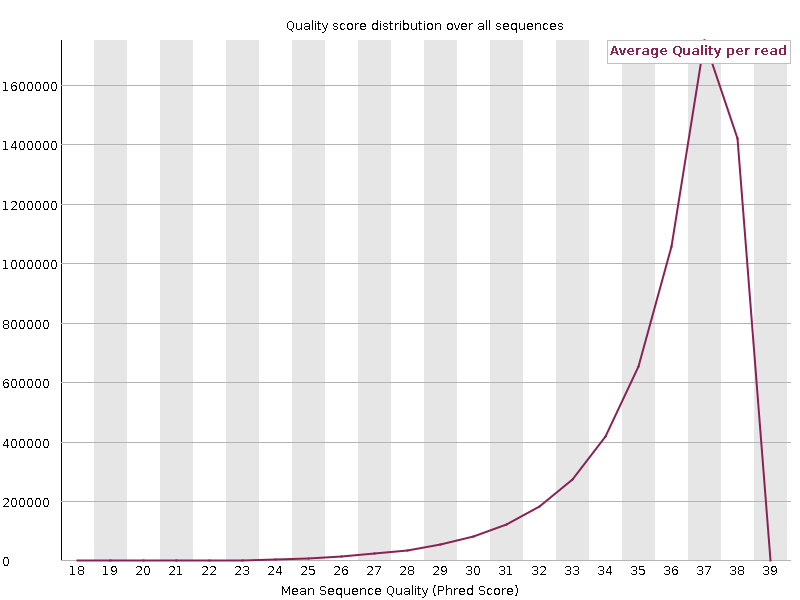 Quality score distribution over all sequences
Average Quality per read
1600000
1400000
1200000
1000000
800000
600000
400000
200000
0
18 19 20 21 22 23 24 25 26 27 28 29 30 31 32 33 34 35 36 37 38 39
Mean Sequence Quality (Phred Score)